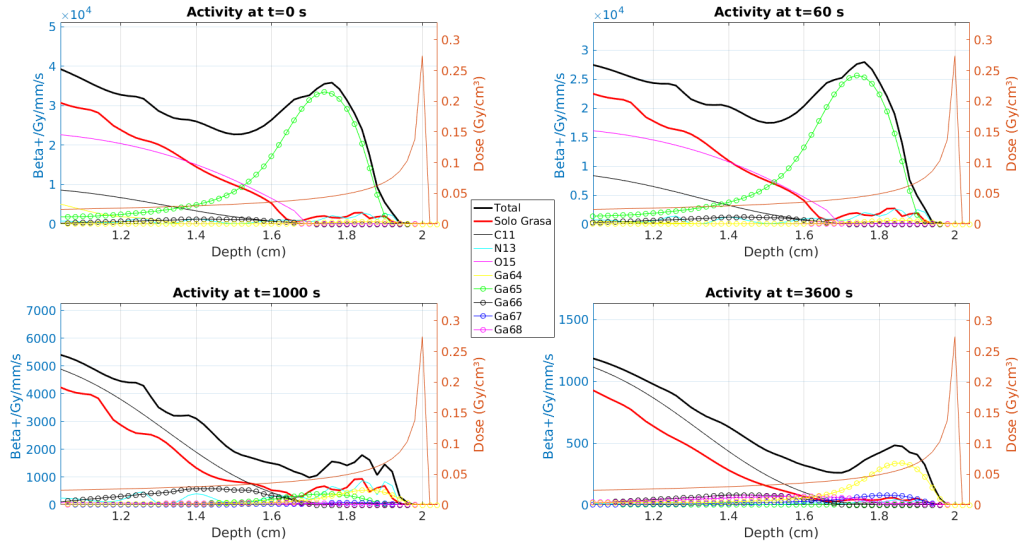 Activity at t=0 s
×10⁴
5
4
3
2
1
0
Beta+/Gy/mm/s
1.2
1.4
1.6
1.8
2
Depth (cm)
0.3
0.25
0.2
0.15
0.1
0.05
0
Dose (Gy/cm³)
Activity at t=60 s
×10⁴
3
2.5
2
1.5
1
0.5
0
Beta+/Gy/mm/s
1.2
1.4
1.6
1.8
2
Depth (cm)
0.3
0.25
0.2
0.15
0.1
0.05
0
Dose (Gy/cm³)
Total
Solo Grasa
C11
N13
O15
Ga64
Ga65
Ga66
Ga67
Ga68
Activity at t=1000 s
7000
6000
5000
4000
3000
2000
1000
0
Beta+/Gy/mm/s
1.2
1.4
1.6
1.8
2
Depth (cm)
0.3
0.25
0.2
0.15
0.1
0.05
0
Dose (Gy/cm³)
Activity at t=3600 s
1500
1000
500
0
Beta+/Gy/mm/s
1.2
1.4
1.6
1.8
2
Depth (cm)
0.3
0.25
0.2
0.15
0.1
0.05
0
Dose (Gy/cm³)